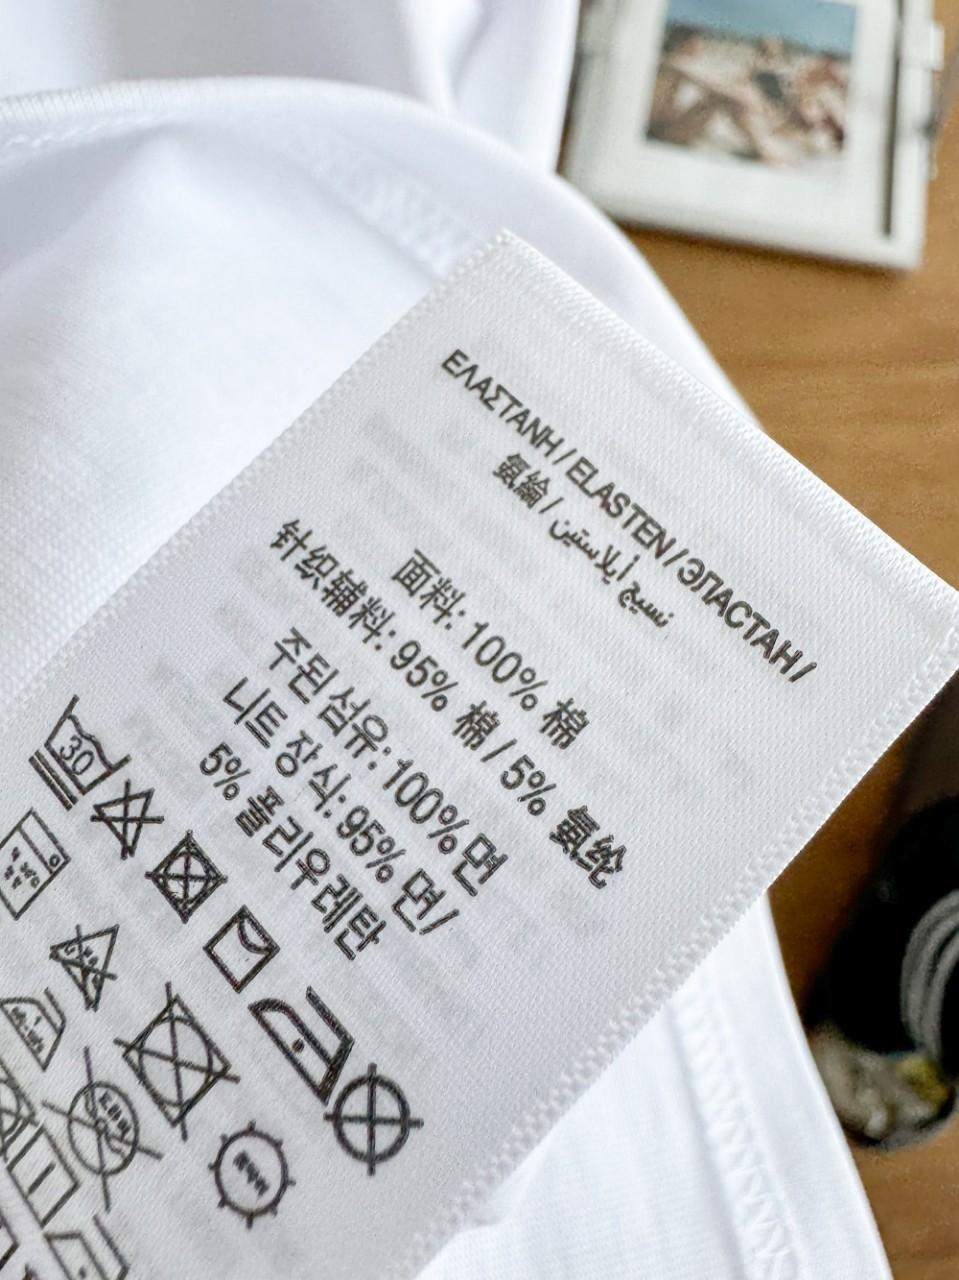 ΕΛΑΣΤΑΝΗ / ELASTEN / ЭПАСТАН /
氨綸 / نسيج أيلاستين
面料: 100% 棉
针织辅料: 95% 棉 / 5% 氨纶
주된 섬유: 100% 면
니트 장식: 95% 면/
5% 폴리우레탄
30